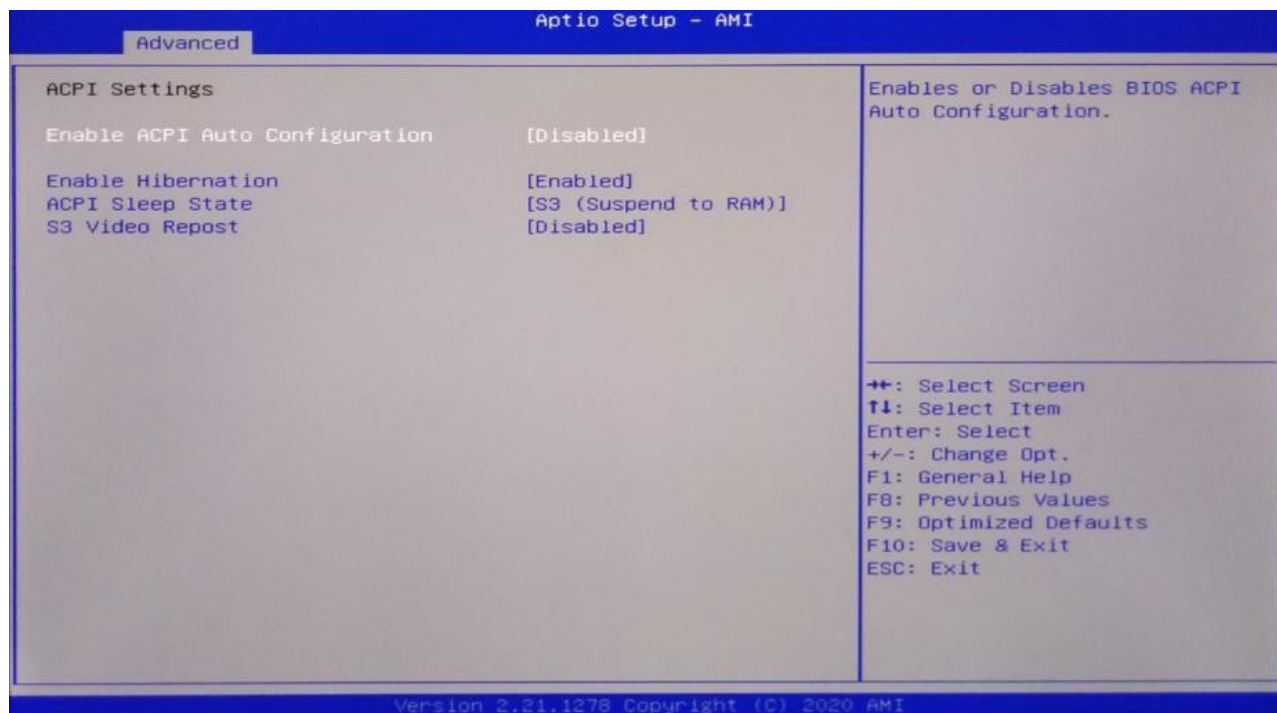 Aptio Setup - AMI
Advanced
ACPI Settings
Enable ACPI Auto Configuration [Disabled]
Enable Hibernation [Enabled]
ACPI Sleep State [S3 (Suspend to RAM)]
S3 Video Repost [Disabled]
Enables or Disables BIOS ACPI
Auto Configuration.
→←: Select Screen
↑↓: Select Item
Enter: Select
+/-: Change Opt.
F1: General Help
F8: Previous Values
F9: Optimized Defaults
F10: Save & Exit
ESC: Exit
Version 2.21.1278 Copyright (C) 2020 AMI